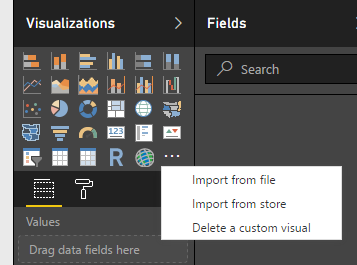 Visualizations
Fields
Search
123
R
Import from file
Import from store
Delete a custom visual
Values
Drag data fields here